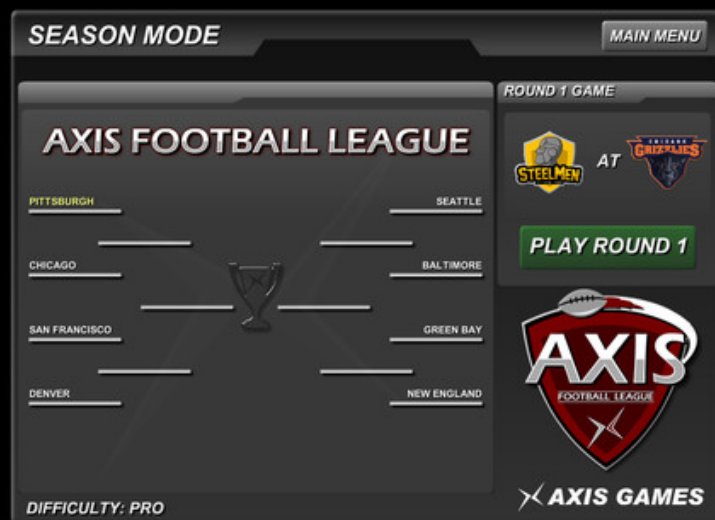 SEASON MODE
MAIN MENU
AXIS FOOTBALL LEAGUE
PITTSBURGH
SEATTLE
CHICAGO
BALTIMORE
SAN FRANCISCO
GREEN BAY
DENVER
NEW ENGLAND
DIFFICULTY: PRO
ROUND 1 GAME
STEELMEN
AT
CHICAGO
GRIZZLIES
PLAY ROUND 1
AXIS
FOOTBALL LEAGUE
AXIS GAMES